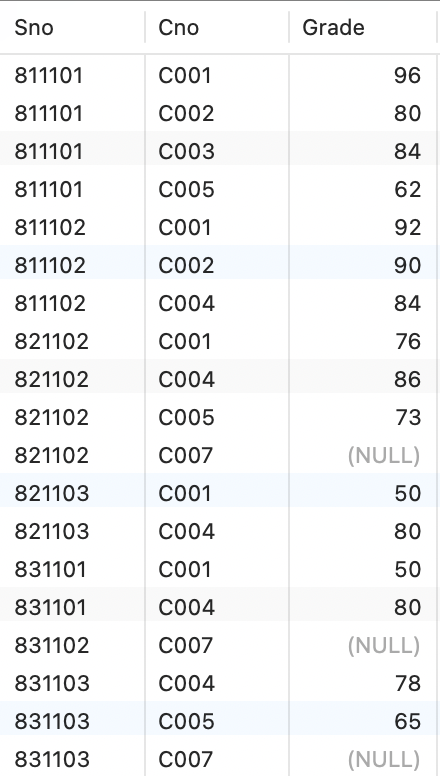 Sno Cno Grade
811101 C001 96
811101 C002 80
811101 C003 84
811101 C005 62
811102 C001 92
811102 C002 90
811102 C004 84
821102 C001 76
821102 C004 86
821102 C005 73
821102 C007 (NULL)
821103 C001 50
821103 C004 80
831101 C001 50
831101 C004 80
831102 C007 (NULL)
831103 C004 78
831103 C005 65
831103 C007 (NULL)